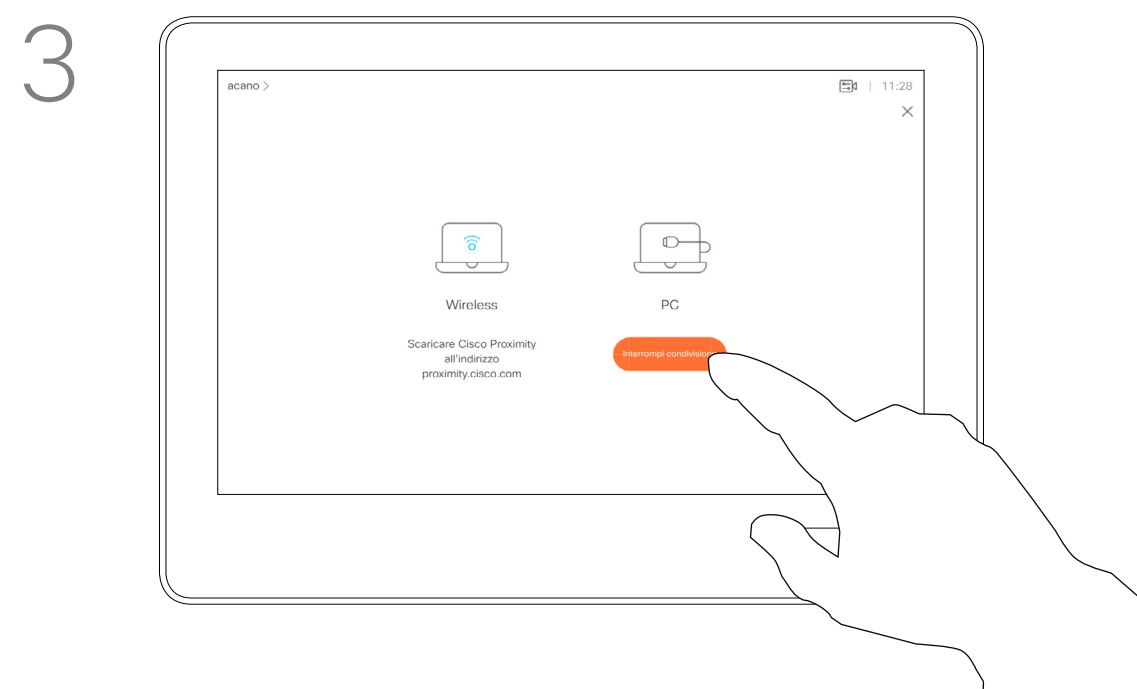 3
acano >
11:28
Wireless
PC
Scaricare Cisco Proximity
all'indirizzo
proximity.cisco.com
Interrompi condivisione